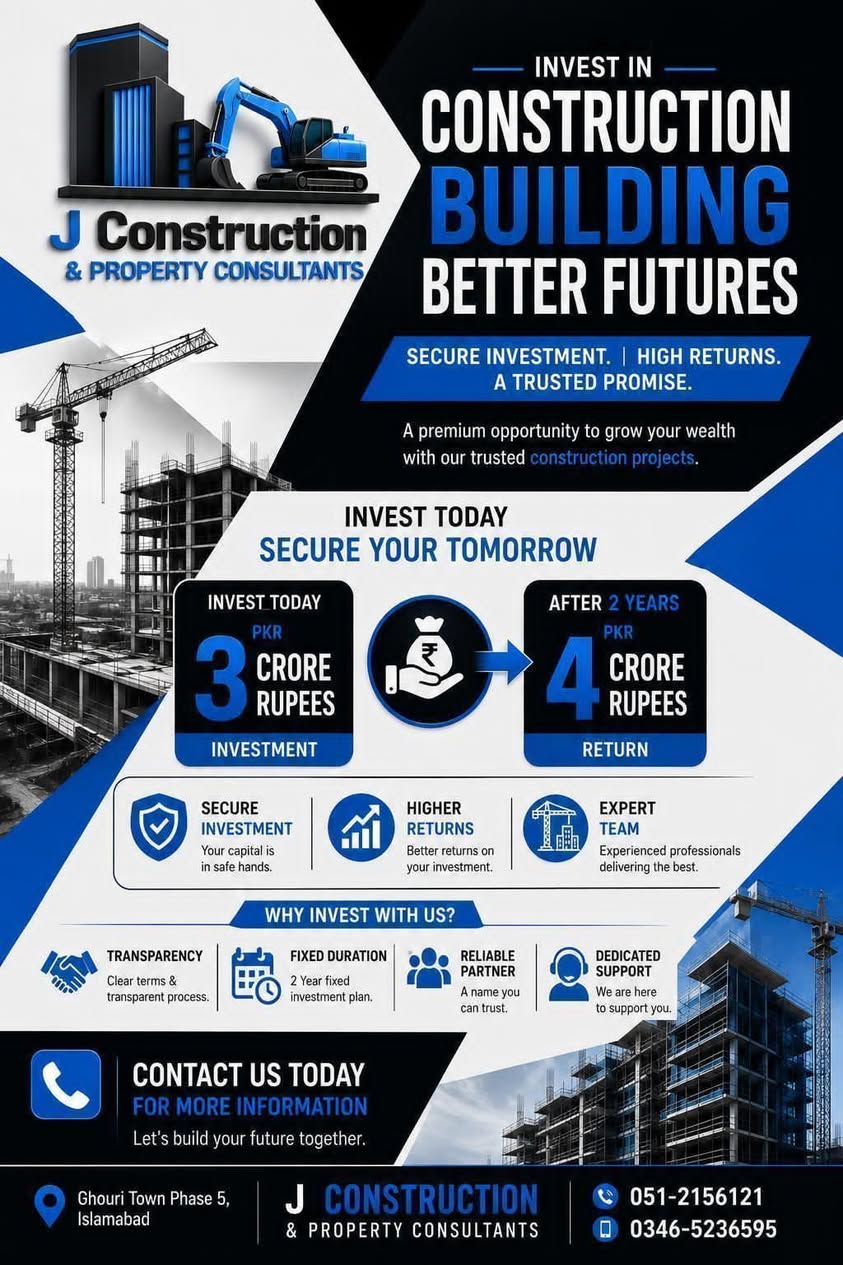 J Construction
& PROPERTY CONSULTANTS
INVEST IN
CONSTRUCTION
BUILDING
BETTER FUTURES
SECURE INVESTMENT. | HIGH RETURNS.
A TRUSTED PROMISE.
A premium opportunity to grow your wealth
with our trusted construction projects.
INVEST TODAY
SECURE YOUR TOMORROW
INVEST TODAY
PKR
3 CRORE
RUPEES
INVESTMENT
₹
AFTER 2 YEARS
PKR
4 CRORE
RUPEES
RETURN
SECURE
INVESTMENT
Your capital is
in safe hands.
HIGHER
RETURNS
Better returns on
your investment.
EXPERT
TEAM
Experienced professionals
delivering the best.
WHY INVEST WITH US?
TRANSPARENCY
Clear terms &
transparent process.
FIXED DURATION
2 Year fixed
investment plan.
RELIABLE
PARTNER
A name you
can trust.
DEDICATED
SUPPORT
We are here
to support you.
CONTACT US TODAY
FOR MORE INFORMATION
Let's build your future together.
Ghouri Town Phase 5,
Islamabad
J CONSTRUCTION
& PROPERTY CONSULTANTS
051-2156121
0346-5236595